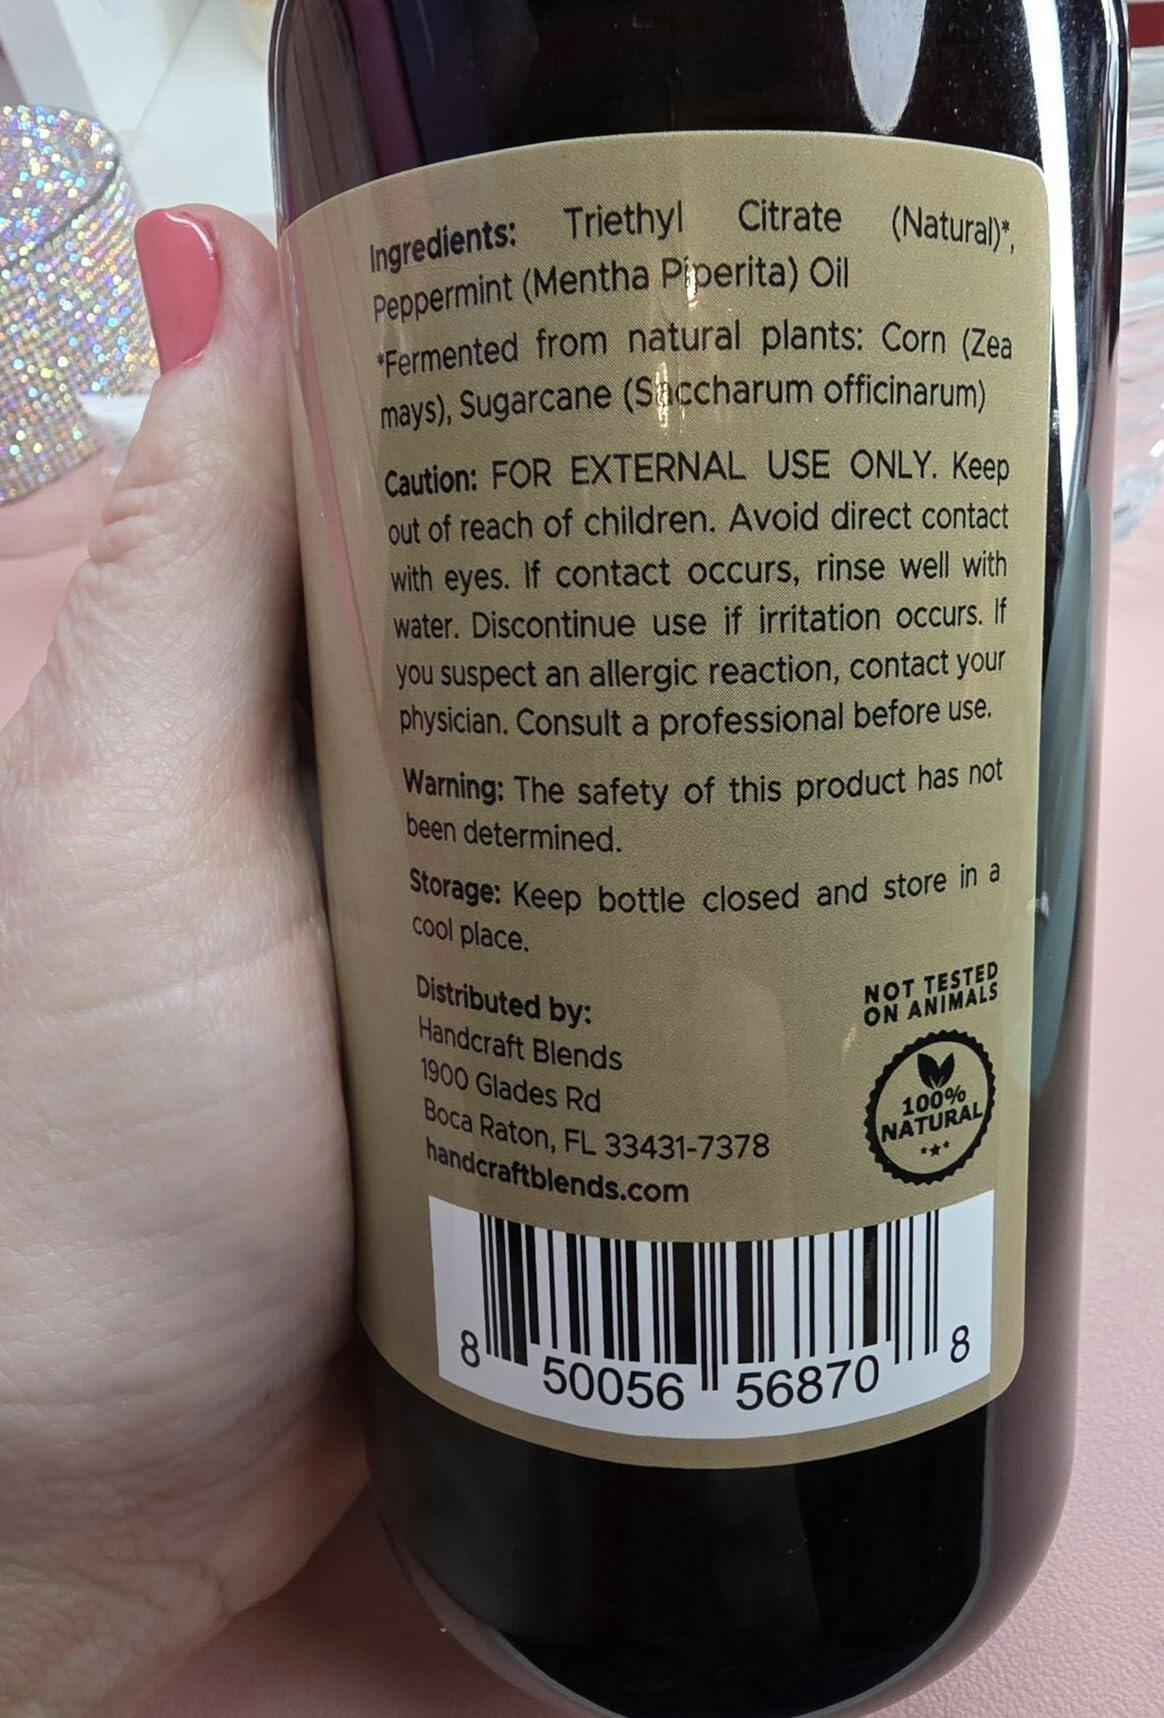 Ingredients: Triethyl Citrate (Natural)*,
Peppermint (Mentha Piperita) Oil
*Fermented from natural plants: Corn (Zea
mays), Sugarcane (Saccharum officinarum)
Caution: FOR EXTERNAL USE ONLY. Keep
out of reach of children. Avoid direct contact
with eyes. If contact occurs, rinse well with
water. Discontinue use if irritation occurs. If
you suspect an allergic reaction, contact your
physician. Consult a professional before use.
Warning: The safety of this product has not
been determined.
Storage: Keep bottle closed and store in a
cool place.
Distributed by:
Handcraft Blends
1900 Glades Rd
Boca Raton, FL 33431-7378
handcraftblends.com
NOT TESTED
ON ANIMALS
100%
NATURAL
8 50056 56870 8